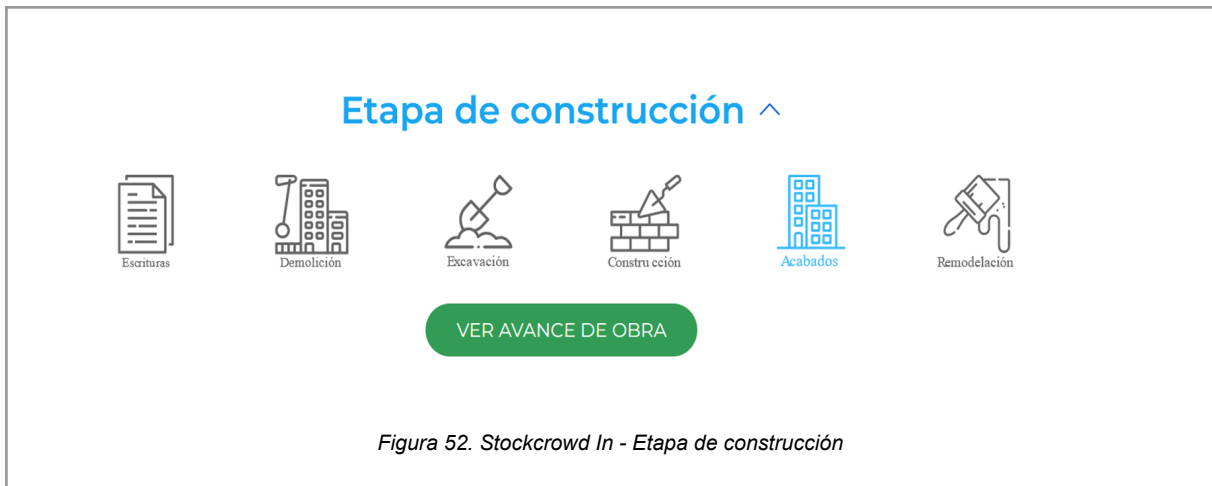 Etapa de construcción
Escrituras Demolición Excavación Constru cción Acabados Remodelación
VER AVANCE DE OBRA
Figura 52. Stockcrowd In - Etapa de construcción